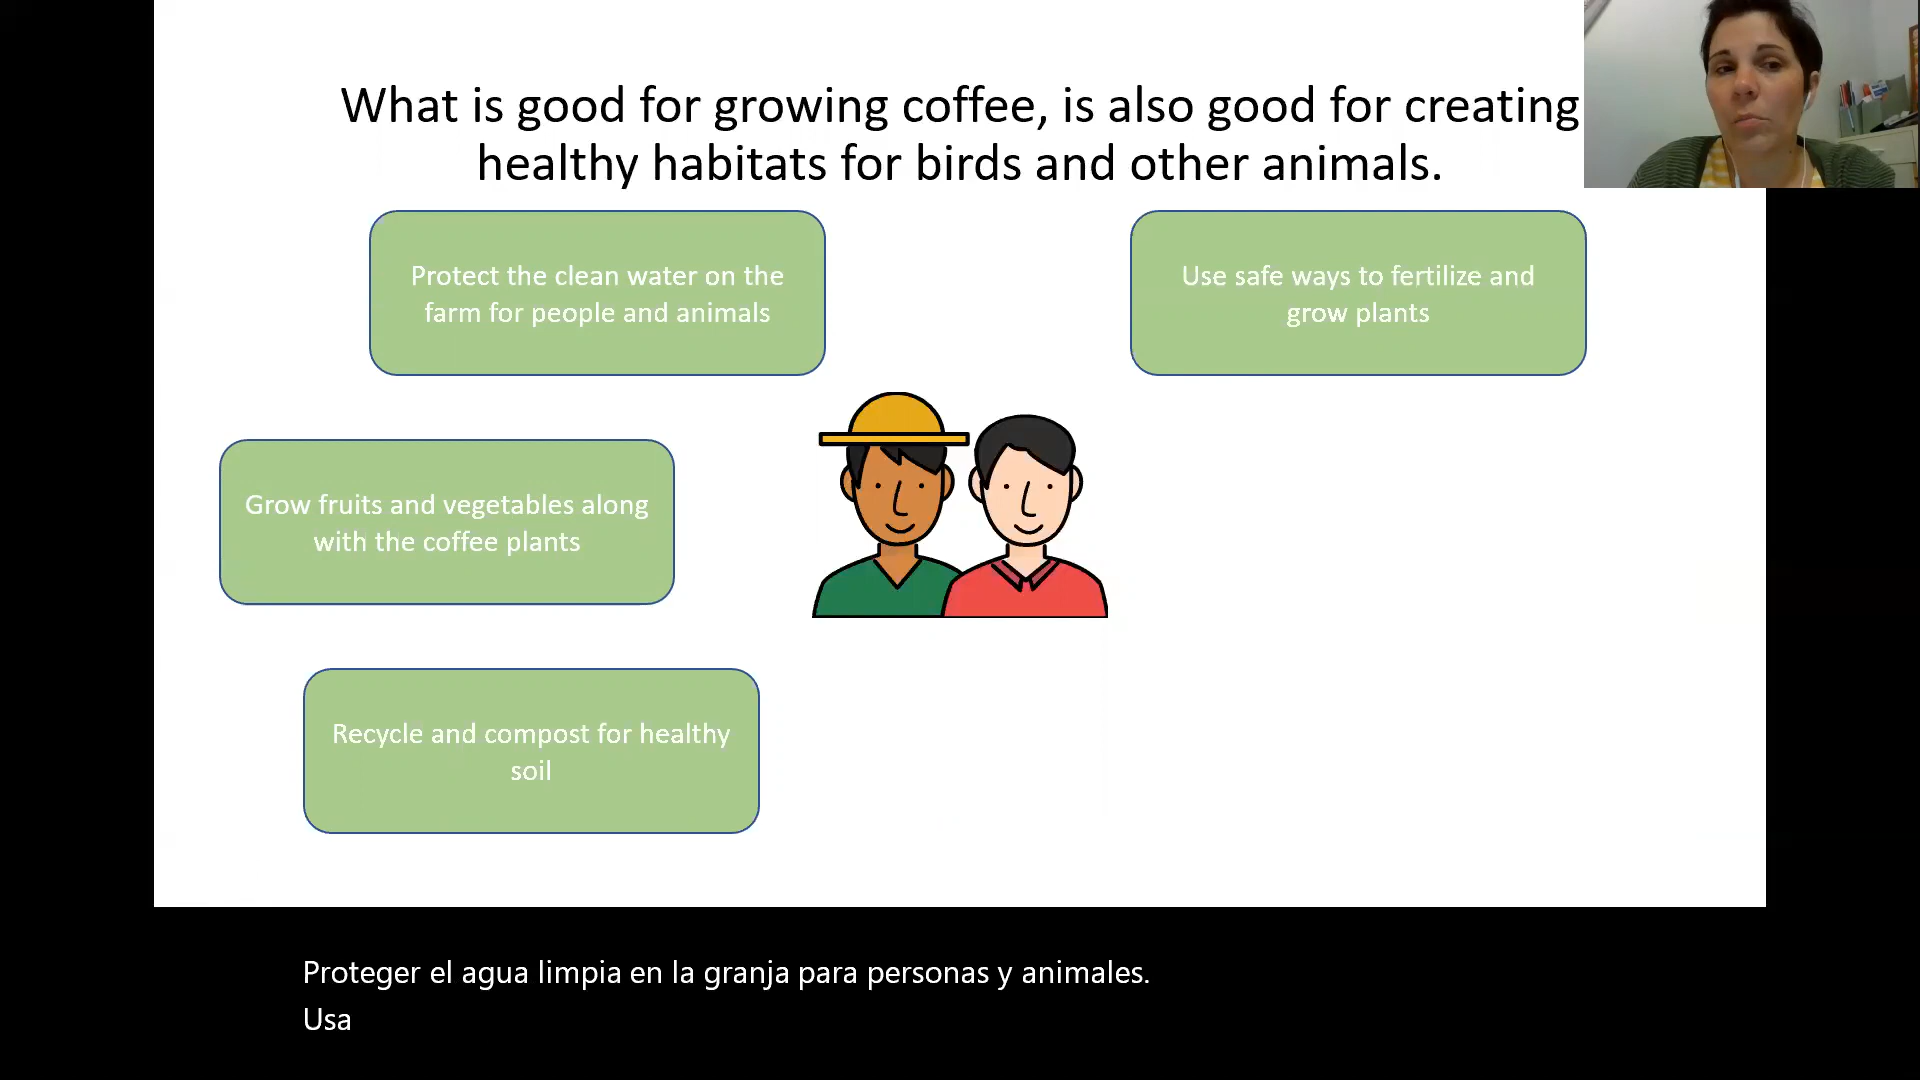 What is good for growing coffee, is also good for creating
healthy habitats for birds and other animals.
Protect the clean water on the
farm for people and animals
Use safe ways to fertilize and
grow plants
Grow fruits and vegetables along
with the coffee plants
Recycle and compost for healthy
soil
Proteger el agua limpia en la granja para personas y animales.
Usa